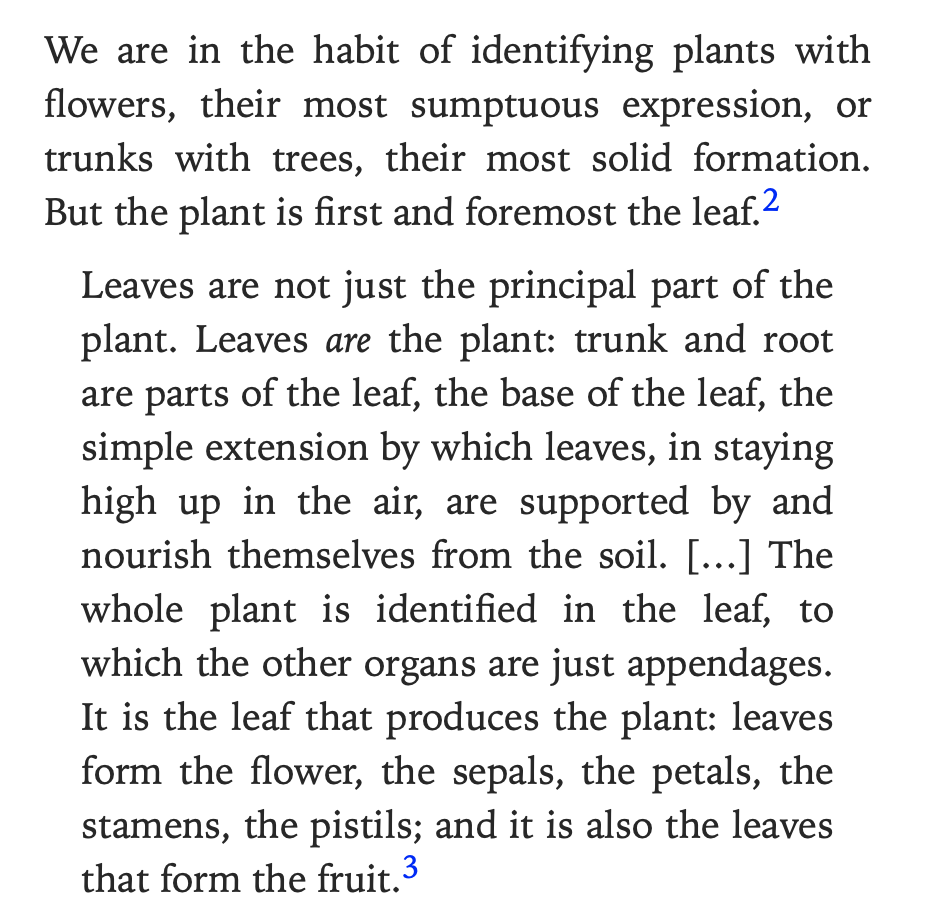 We are in the habit of identifying plants with
flowers, their most sumptuous expression, or
trunks with trees, their most solid formation.
But the plant is first and foremost the leaf.2
Leaves are not just the principal part of the
plant. Leaves are the plant: trunk and root
are parts of the leaf, the base of the leaf, the
simple extension by which leaves, in staying
high up in the air, are supported by and
nourish themselves from the soil. […] The
whole plant is identified in the leaf, to
which the other organs are just appendages.
It is the leaf that produces the plant: leaves
form the flower, the sepals, the petals, the
stamens, the pistils; and it is also the leaves
that form the fruit.3